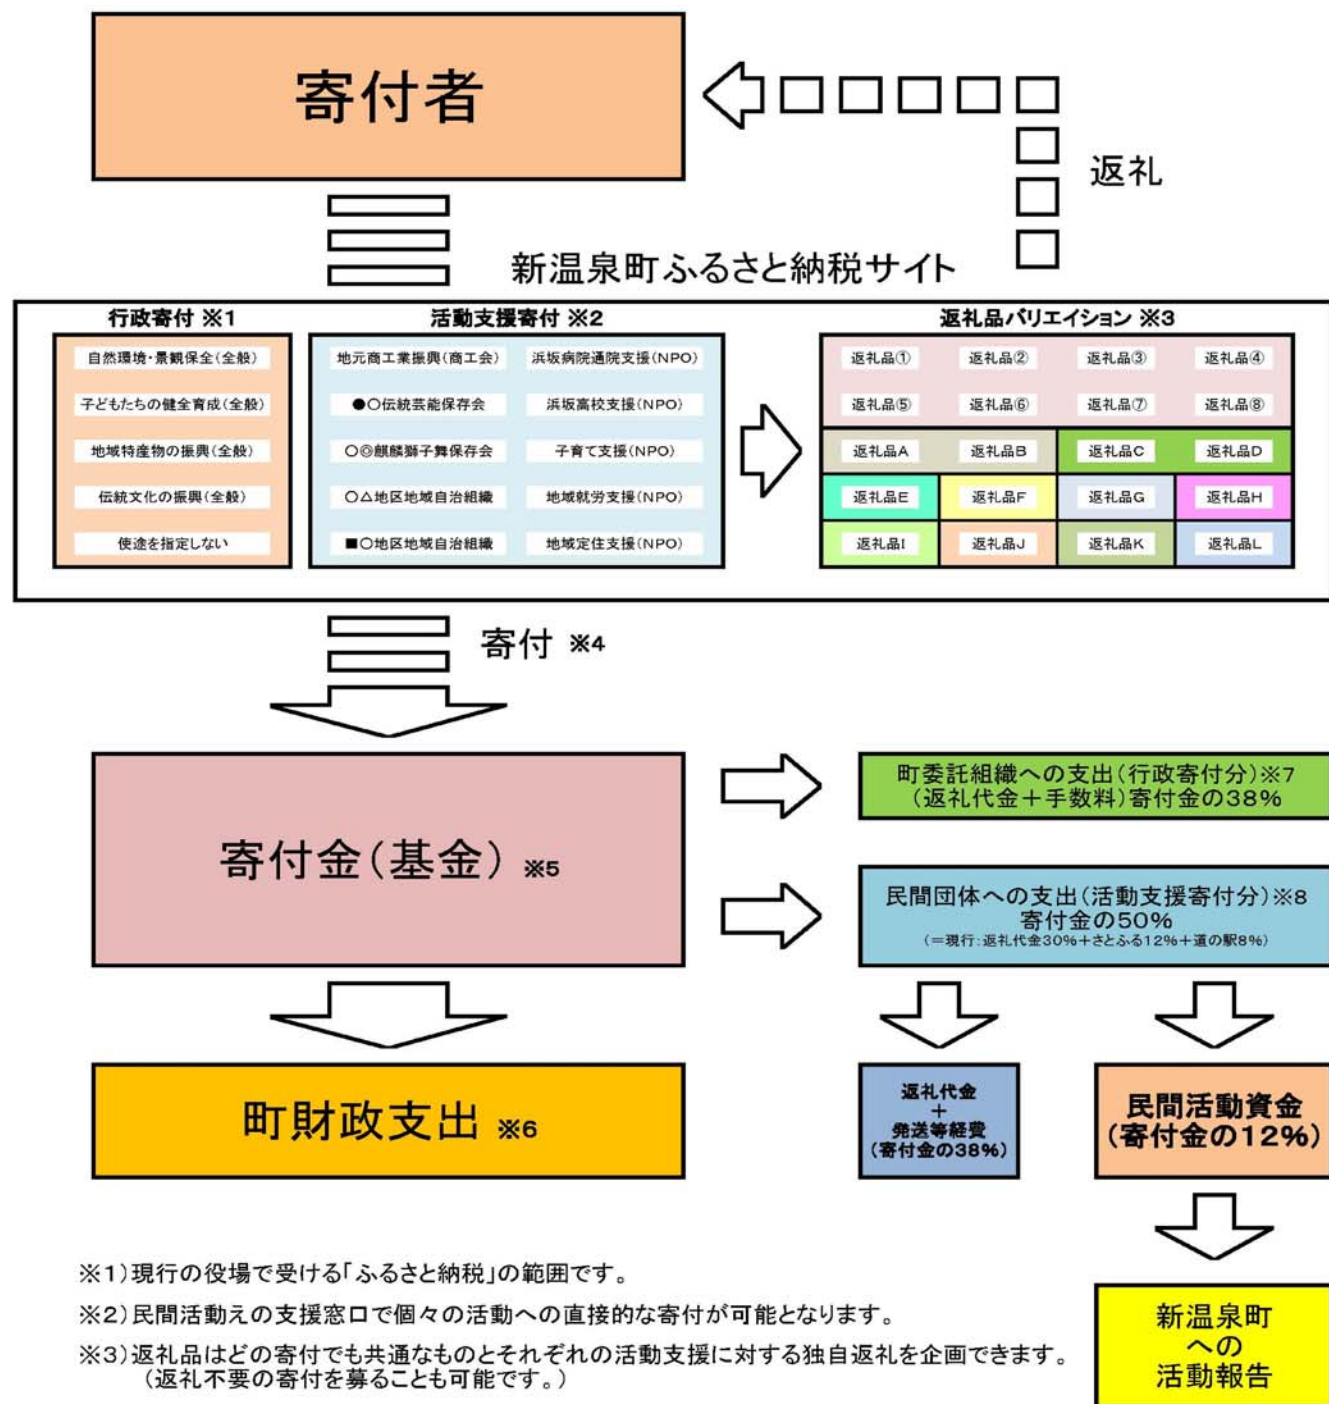 寄付者
返礼
新温泉町ふるさと納税サイト
行政寄付 ※1
活動支援寄付 ※2
返礼品バリエイション ※3
自然環境・景観保全(全般)
子どもたちの健全育成(全般)
地域特産物の振興(全般)
伝統文化の振興(全般)
使途を指定しない
地元商工業振興(商工会) 浜坂病院通院支援(NPO)
●○伝統芸能保存会 浜坂高校支援(NPO)
○◎麒麟獅子舞保存会 子育て支援(NPO)
○△地区地域自治組織 地域就労支援(NPO)
■○地区地域自治組織 地域定住支援(NPO)
返礼品① 返礼品② 返礼品③ 返礼品④
返礼品⑤ 返礼品⑥ 返礼品⑦ 返礼品⑧
返礼品A 返礼品B 返礼品C 返礼品D
返礼品E 返礼品F 返礼品G 返礼品H
返礼品I 返礼品J 返礼品K 返礼品L
寄付 ※4
寄付金(基金) ※5
町委託組織への支出(行政寄付分)※7
(返礼代金+手数料)寄付金の38%
民間団体への支出(活動支援寄付分)※8
寄付金の50%
(=現行:返礼代金30%+さとふる12%+道の駅8%)
町財政支出 ※6
返礼代金
+
発送等経費
(寄付金の38%)
民間活動資金
(寄付金の12%)
新温泉町
への
活動報告
※1)現行の役場で受ける「ふるさと納税」の範囲です。
※2)民間活動えの支援窓口で個々の活動への直接的な寄付が可能となります。
※3)返礼品はどの寄付でも共通なものとそれぞれの活動支援に対する独自返礼を企画できます。
(返礼不要の寄付を募ることも可能です。)